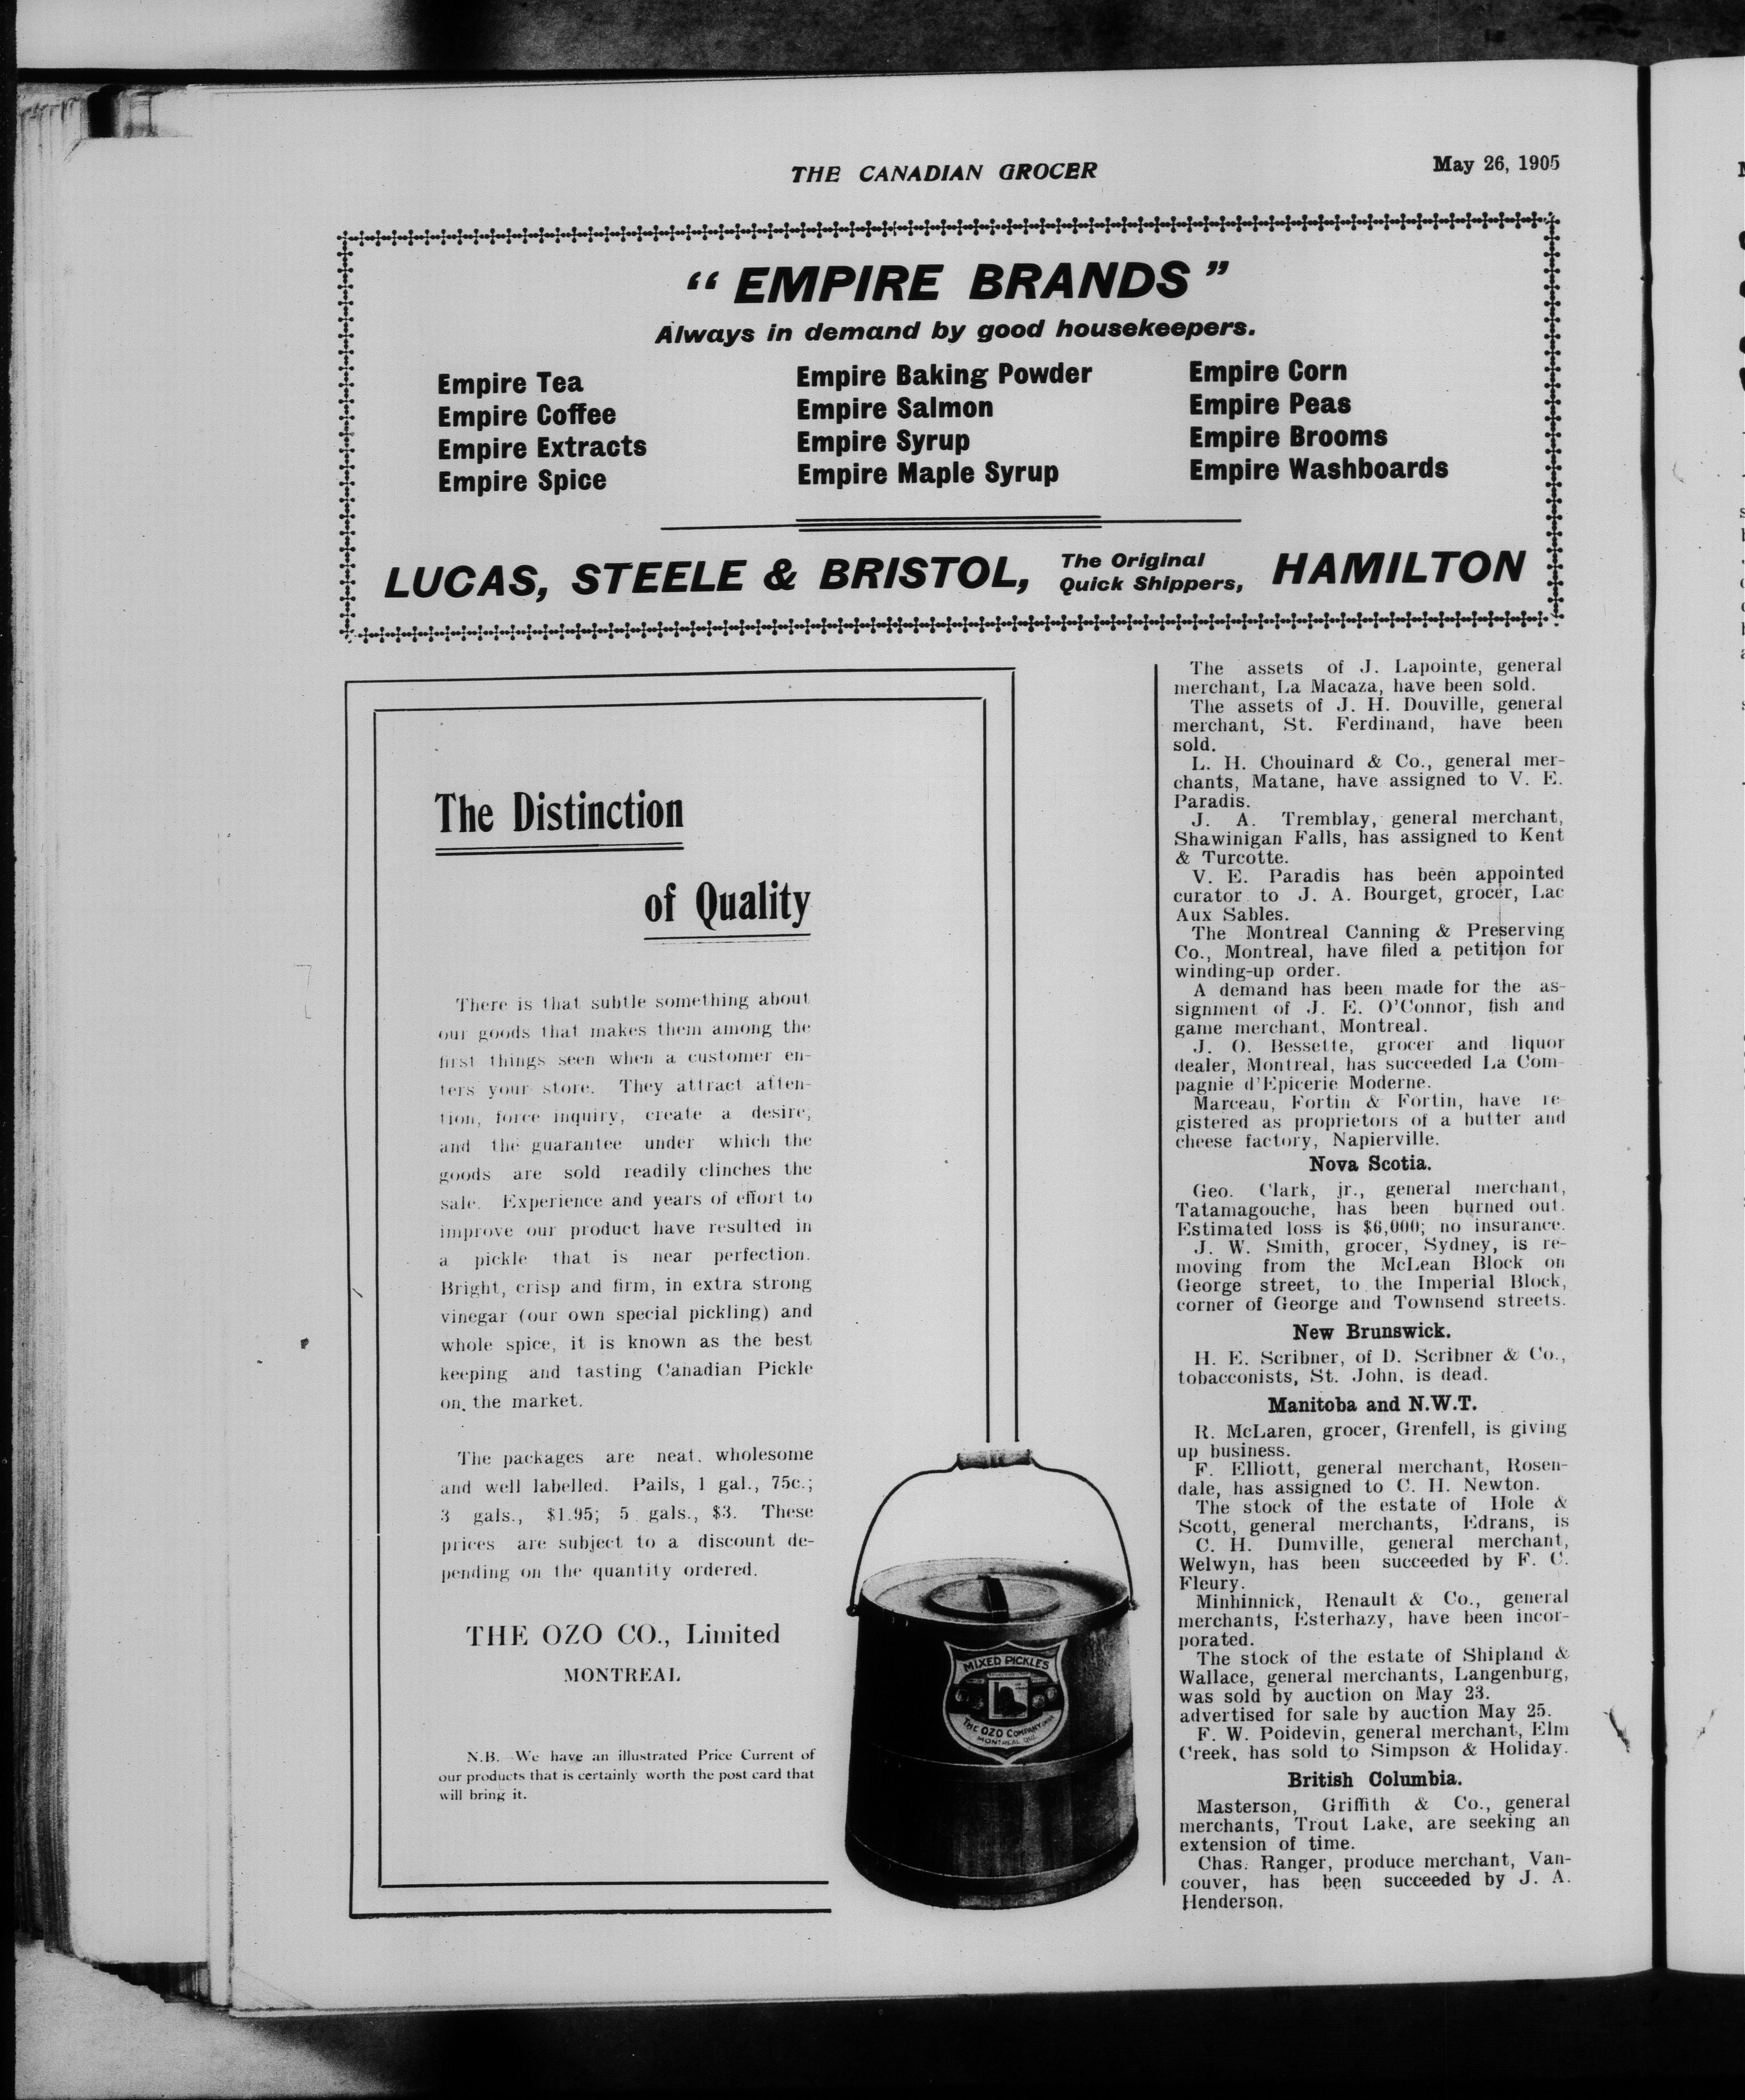 THE CANADIAN GROCER
May 26, 1905
" EMPIRE BRANDS "
Always in demand by good housekeepers.
Empire Tea
Empire Coffee
Empire Extracts
Empire Spice
Empire Baking Powder
Empire Salmon
Empire Syrup
Empire Maple Syrup
Empire Corn
Empire Peas
Empire Brooms
Empire Washboards
LUCAS, STEELE & BRISTOL,
The Original
Quick Shippers,
HAMILTON
The Distinction
of Quality
There is that subtle something about
our goods that makes them among the
first things seen when a customer en-
ters your store. They attract atten-
tion, force inquiry, create a desire,
and the guarantee under which the
goods are sold readily clinches the
sale. Experience and years of effort to
improve our product have resulted in
a pickle that is near perfection.
Bright, crisp and firm, in extra strong
vinegar (our own special pickling) and
whole spice, it is known as the best
keeping and tasting Canadian Pickle
on the market.
The packages are neat, wholesome
and well labelled. Pails, 1 gal., 75c.;
3 gals., $1.95; 5 gals., $3. These
prices are subject to a discount de-
pending on the quantity ordered.
THE OZO CO., Limited
MONTREAL
N.B.—We have an illustrated Price Current of
our products that is certainly worth the post card that
will bring it.
MIXED PICKLES
THE OZO COMPANY
MONTREAL QUE.
The assets of J. Lapointe, general
merchant, La Macaza, have been sold.
The assets of J. H. Douville, general
merchant, St. Ferdinand, have been
sold.
L. H. Chouinard & Co., general mer-
chants, Matane, have assigned to V. E.
Paradis.
J. A. Tremblay, general merchant,
Shawinigan Falls, has assigned to Kent
& Turcotte.
V. E. Paradis has been appointed
curator to J. A. Bourget, grocer, Lac
Aux Sables.
The Montreal Canning & Preserving
Co., Montreal, have filed a petition for
winding-up order.
A demand has been made for the as-
signment of J. E. O'Connor, fish and
game merchant, Montreal.
J. O. Bessette, grocer and liquor
dealer, Montreal, has succeeded La Com-
pagnie d'Epicerie Moderne.
Marceau, Fortin & Fortin, have re-
gistered as proprietors of a butter and
cheese factory, Napierville.
Nova Scotia.
Geo. Clark, jr., general merchant,
Tatamagouche, has been burned out.
Estimated loss is $6,000; no insurance.
J. W. Smith, grocer, Sydney, is re-
moving from the McLean Block on
George street, to the Imperial Block,
corner of George and Townsend streets.
New Brunswick.
H. E. Scribner, of D. Scribner & Co.,
tobacconists, St. John, is dead.
Manitoba and N.W.T.
R. McLaren, grocer, Grenfell, is giving
up business.
F. Elliott, general merchant, Rosen-
dale, has assigned to C. H. Newton.
The stock of the estate of Hole &
Scott, general merchants, Edrans, is
C. H. Dumville, general merchant,
Welwyn, has been succeeded by F. C.
Fleury.
Minhinnick, Renault & Co., general
merchants, Esterhazy, have been incor-
porated.
The stock of the estate of Shipland &
Wallace, general merchants, Langenburg,
was sold by auction on May 23.
advertised for sale by auction May 25.
F. W. Poidevin, general merchant, Elm
Creek, has sold to Simpson & Holiday.
British Columbia.
Masterson, Griffith & Co., general
merchants, Trout Lake, are seeking an
extension of time.
Chas. Ranger, produce merchant, Van-
couver, has been succeeded by J. A.
Henderson.